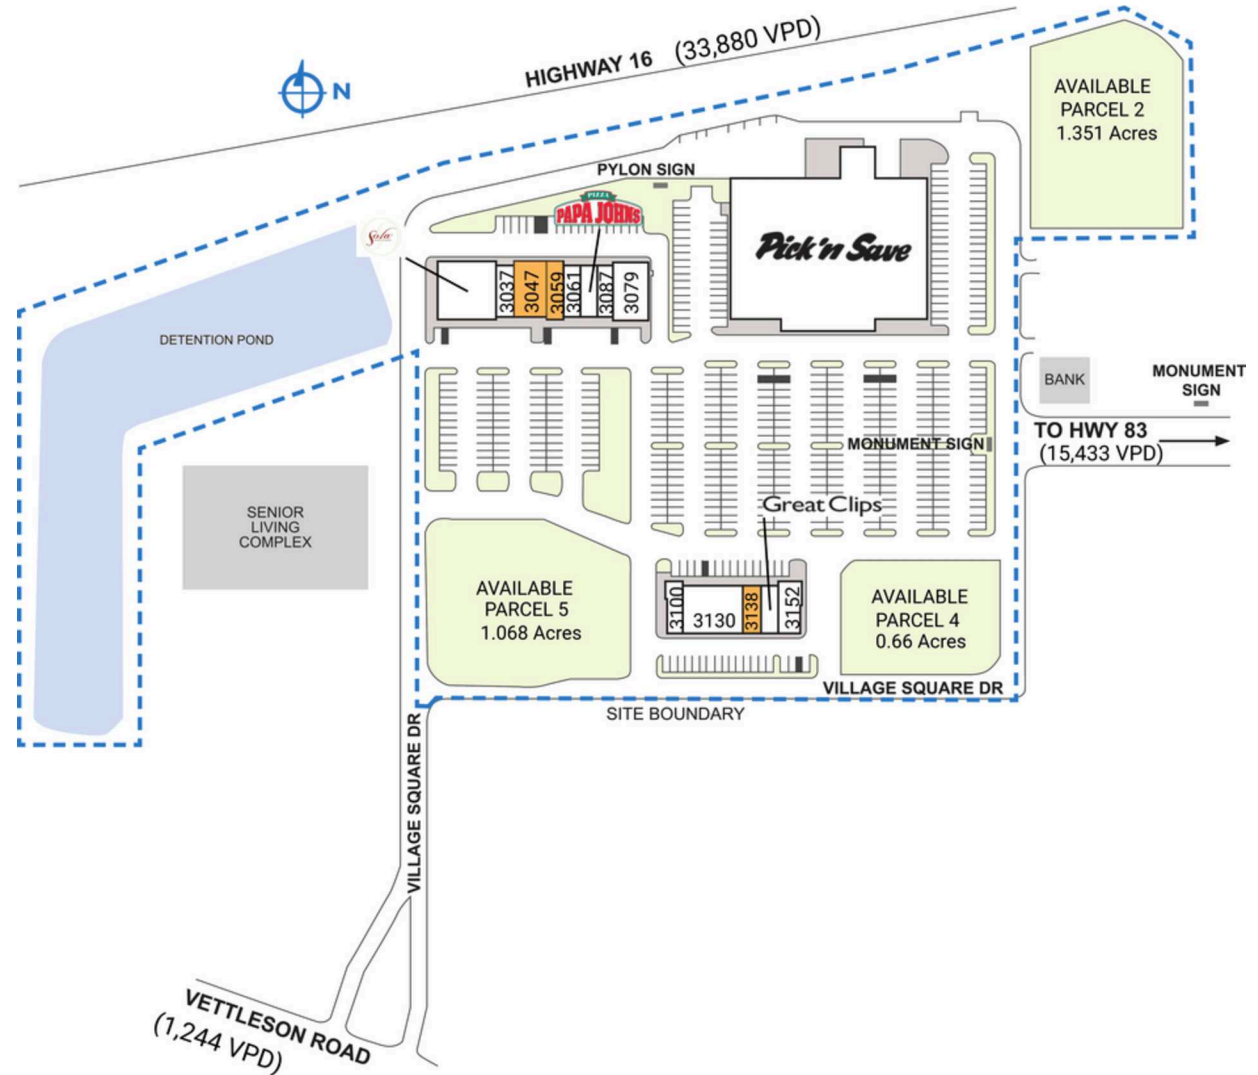 HIGHWAY 16 (33,880 VPD)
N
AVAILABLE
PARCEL 2
1.351 Acres
PYLON SIGN
PIZZA
PAPA JOHNS
Sola
Pick 'n Save
3037
3047
3059
3061
3087
3079
DETENTION POND
BANK
MONUMENT
SIGN
TO HWY 83
(15,433 VPD)
MONUMENT SIGN
SENIOR
LIVING
COMPLEX
Great Clips
AVAILABLE
PARCEL 5
1.068 Acres
3100
3130
3138
3152
AVAILABLE
PARCEL 4
0.66 Acres
VILLAGE SQUARE DR
SITE BOUNDARY
VILLAGE SQUARE DR
VETTLESON ROAD
(1,244 VPD)